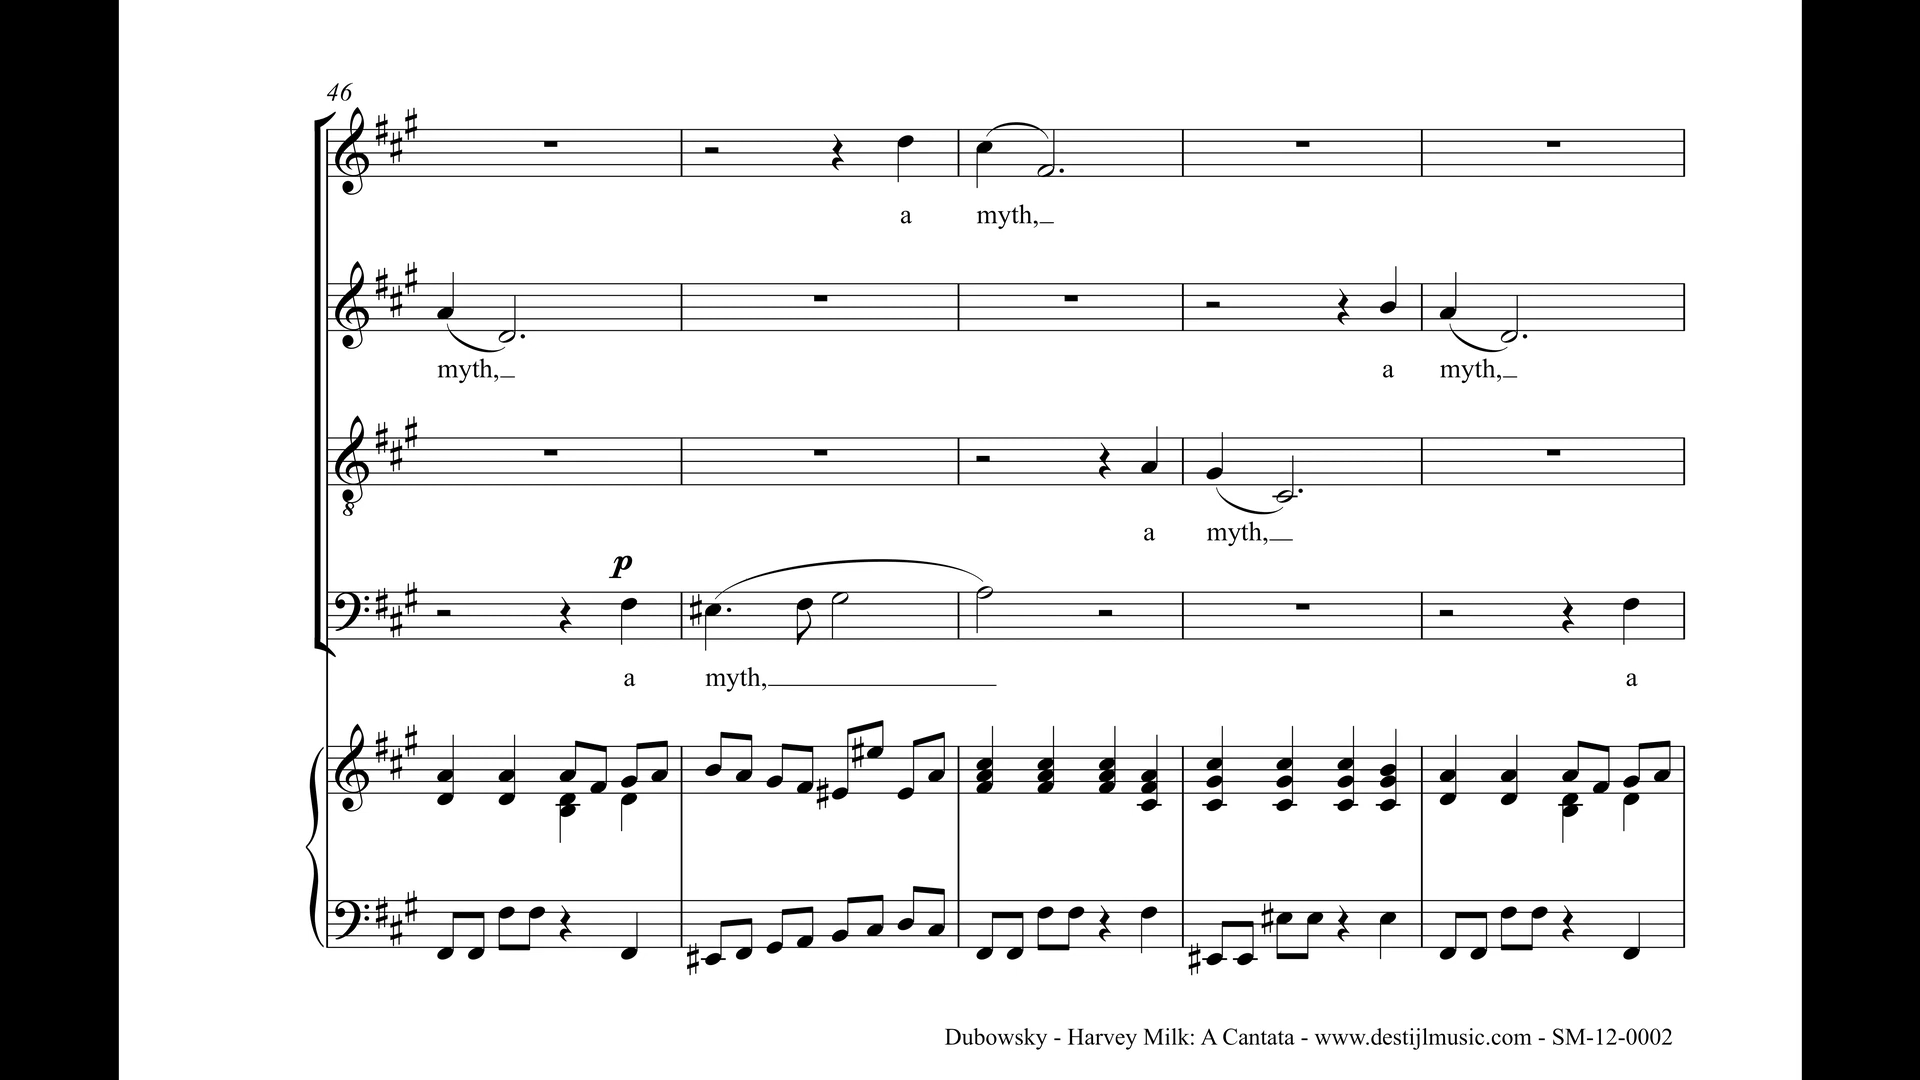 46
a myth,
myth, a myth,
a myth,
p
a myth, a
Dubowsky - Harvey Milk: A Cantata - www.destijlmusic.com - SM-12-0002